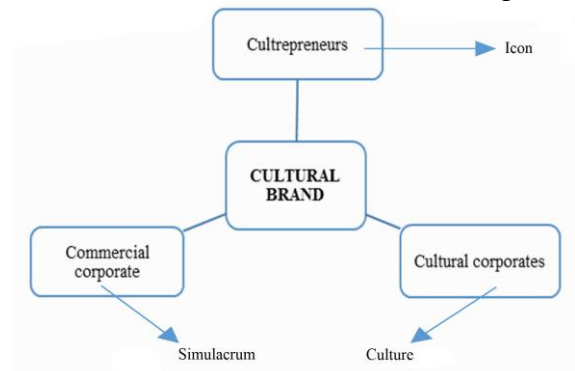 Cultrepreneurs
Icon
CULTURAL
BRAND
Commercial
corporate
Cultural corporates
Simulacrum
Culture